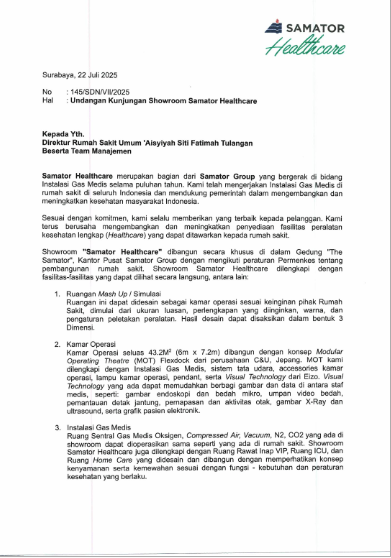 SAMATOR
Healthcare
Surabaya, 22 Juli 2025
No : 145/SDN/VII/2025
Hal : Undangan Kunjungan Showroom Samator Healthcare
Kepada Yth.
Direktur Rumah Sakit Umum 'Aisyiyah Siti Fatimah Tulangan
Beserta Team Manajemen
Samator Healthcare merupakan bagian dari Samator Group yang bergerak di bidang
Instalasi Gas Medis selama puluhan tahun. Kami telah mengerjakan Instalasi Gas Medis di
rumah sakit di seluruh Indonesia dan mendukung pemerintah dalam mengembangkan dan
meningkatkan kesehatan masyarakat Indonesia.
Sesuai dengan komitmen, kami selalu memberikan yang terbaik kepada pelanggan. Kami
terus berusaha mengembangkan dan meningkatkan penyediaan fasilitas peralatan
kesehatan lengkap (Healthcare) yang dapat ditawarkan kepada rumah sakit.
Showroom "Samator Healthcare" dibangun secara khusus di dalam Gedung "The
Samator", Kantor Pusat Samator Group dengan mengikuti peraturan Permenkes tentang
pembangunan rumah sakit. Showroom Samator Healthcare dilengkapi dengan
fasilitas-fasilitas yang dapat dilihat secara langsung, antara lain:
1. Ruangan Mash Up / Simulasi
Ruangan ini dapat didesain sebagai kamar operasi sesuai keinginan pihak Rumah
Sakit, dimulai dari ukuran luasan, perlengkapan yang diinginkan, warna, dan
pengaturan peletakan peralatan. Hasil desain dapat disaksikan dalam bentuk 3
Dimensi.
2. Kamar Operasi
Kamar Operasi seluas 43.2M² (6m x 7.2m) dibangun dengan konsep Modular
Operating Theatre (MOT) Flexdock dari perusahaan C&U, Jepang. MOT kami
dilengkapi dengan Instalasi Gas Medis, sistem tata udara, accessories kamar
operasi, lampu kamar operasi, pendant, serta Visual Technology dari Eizo. Visual
Technology yang ada dapat memudahkan berbagi gambar dan data di antara staf
medis, seperti: gambar endoskopi dan bedah mikro, umpan video bedah,
pemantauan detak jantung, pernapasan dan aktivitas otak, gambar X-Ray dan
ultrasound, serta grafik pasien elektronik.
3. Instalasi Gas Medis
Ruang Sentral Gas Medis Oksigen, Compressed Air, Vacuum, N2, CO2 yang ada di
showroom dapat dioperasikan sama seperti yang ada di rumah sakit. Showroom
Samator Healthcare juga dilengkapi dengan Ruang Rawat Inap VIP, Ruang ICU, dan
Ruang Home Care yang didesain dan dibangun dengan memperhatikan konsep
kenyamanan serta kemewahan sesuai dengan fungsi - kebutuhan dan peraturan
kesehatan yang berlaku.